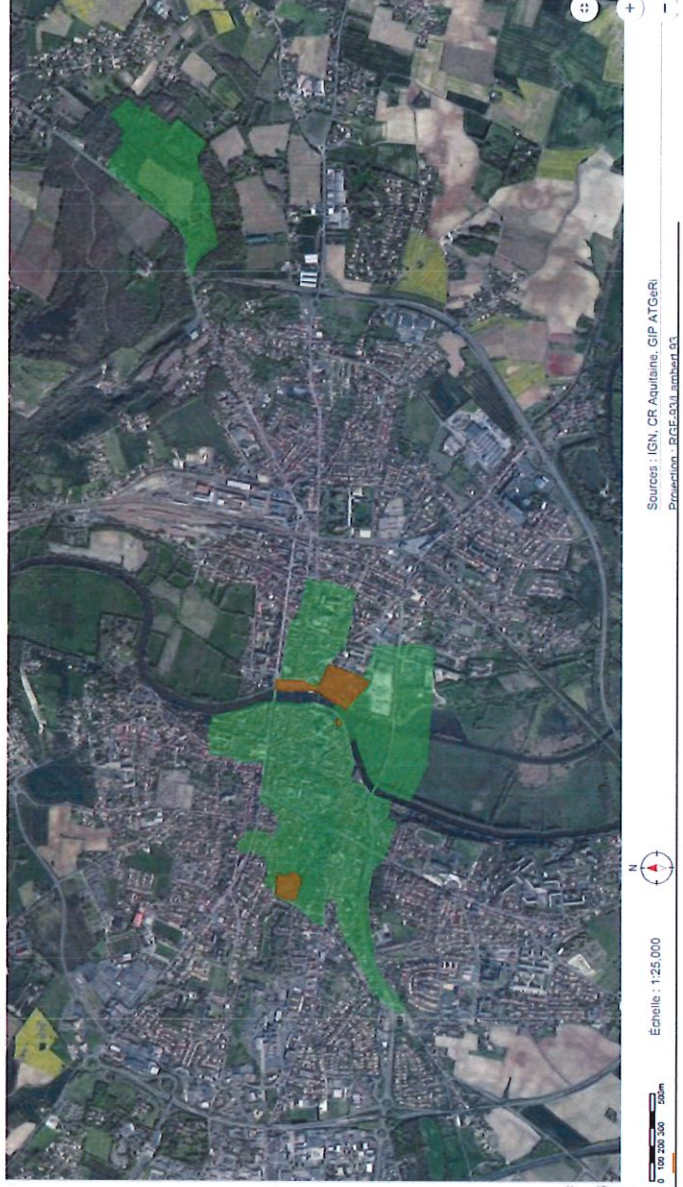 Sources : IGN, CR Aquitaine, GIP ATGeRi
Projection : RGF-93/Lambert 93
N
Échelle : 1:25,000
0 100 200 300 500m
+
−